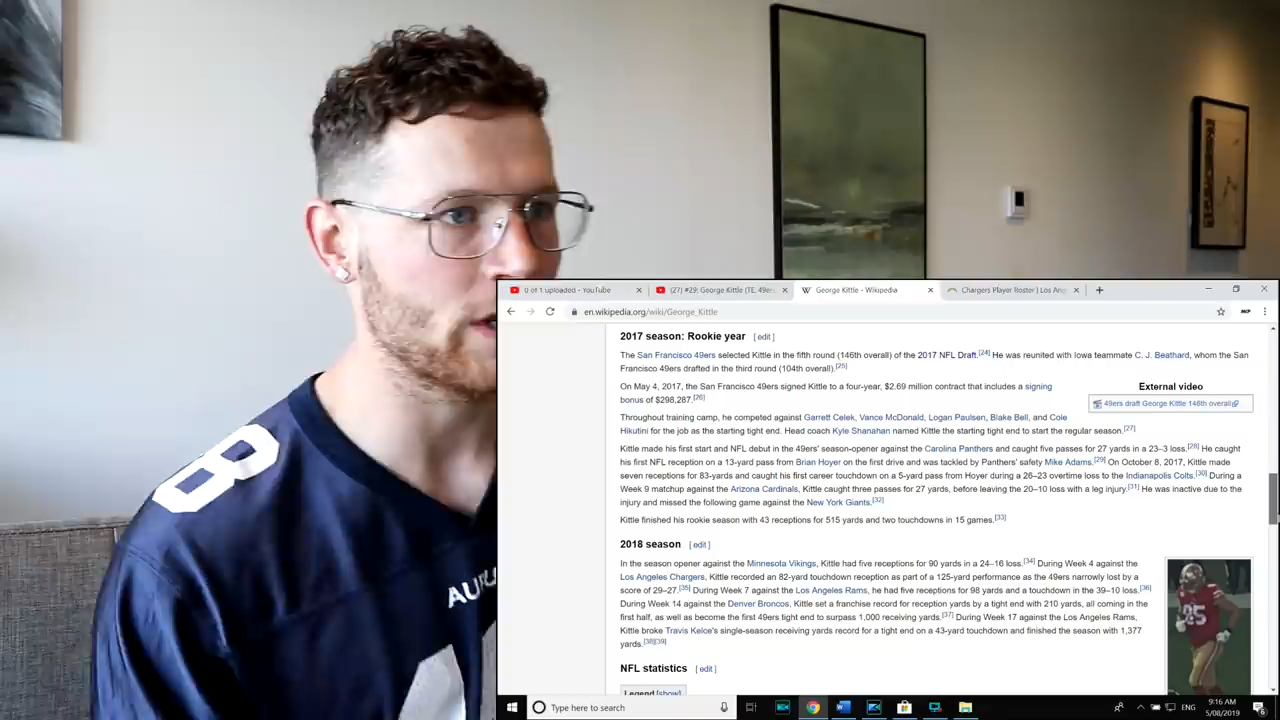 8
AU
0 of 1 uploaded - YouTube
(27) #29: George Kittle (TE, 49er
George Kittle - Wikipedia
Chargers Player Roster | Los Ang
en.wikipedia.org/wiki/George_Kittle
2017 season: Rookie year [ edit ]
The San Francisco 49ers selected Kittle in the fifth round (146th overall) of the 2017 NFL Draft.[24] He was reunited with Iowa teammate C. J. Beathard, whom the San
Francisco 49ers drafted in the third round (104th overall).[25]
On May 4, 2017, the San Francisco 49ers signed Kittle to a four-year, $2.69 million contract that includes a signing
bonus of $298,287.[26]
External video
49ers draft George Kittle 146th overall
Throughout training camp, he competed against Garrett Celek, Vance McDonald, Logan Paulsen, Blake Bell, and Cole
Hikutini for the job as the starting tight end. Head coach Kyle Shanahan named Kittle the starting tight end to start the regular season.[27]
Kittle made his first start and NFL debut in the 49ers' season-opener against the Carolina Panthers and caught five passes for 27 yards in a 23–3 loss.[28] He caught
his first NFL reception on a 13-yard pass from Brian Hoyer on the first drive and was tackled by Panthers' safety Mike Adams.[29] On October 8, 2017, Kittle made
seven receptions for 83-yards and caught his first career touchdown on a 5-yard pass from Hoyer during a 26–23 overtime loss to the Indianapolis Colts.[30] During a
Week 9 matchup against the Arizona Cardinals, Kittle caught three passes for 27 yards, before leaving the 20–10 loss with a leg injury.[31] He was inactive due to the
injury and missed the following game against the New York Giants.[32]
Kittle finished his rookie season with 43 receptions for 515 yards and two touchdowns in 15 games.[33]
2018 season [ edit ]
In the season opener against the Minnesota Vikings, Kittle had five receptions for 90 yards in a 24–16 loss.[34] During Week 4 against the
Los Angeles Chargers, Kittle recorded an 82-yard touchdown reception as part of a 125-yard performance as the 49ers narrowly lost by a
score of 29–27.[35] During Week 7 against the Los Angeles Rams, he had five receptions for 98 yards and a touchdown in the 39–10 loss.[36]
During Week 14 against the Denver Broncos, Kittle set a franchise record for reception yards by a tight end with 210 yards, all coming in the
first half, as well as become the first 49ers tight end to surpass 1,000 receiving yards.[37] During Week 17 against the Los Angeles Rams,
Kittle broke Travis Kelce's single-season receiving yards record for a tight end on a 43-yard touchdown and finished the season with 1,377
yards.[38][39]
85
NFL statistics [ edit ]
Legend [show]
Type here to search
ENG
9:16 AM
5/08/2019